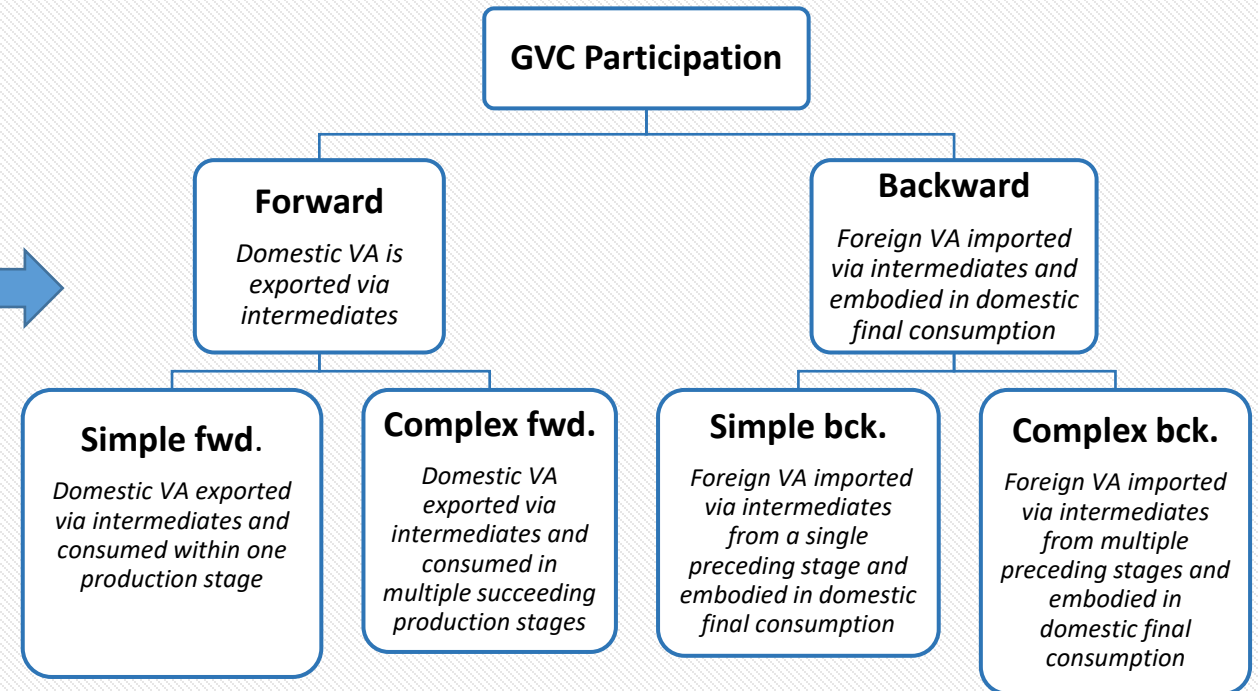 GVC Participation
Forward
Domestic VA is
exported via
intermediates
Backward
Foreign VA imported
via intermediates and
embodied in domestic
final consumption
Simple fwd.
Domestic VA exported
via intermediates and
consumed within one
production stage
Complex fwd.
Domestic VA
exported via
intermediates and
consumed in
multiple succeeding
production stages
Simple bck.
Foreign VA imported
via intermediates
from a single
preceding stage and
embodied in domestic
final consumption
Complex bck.
Foreign VA imported
via intermediates
from multiple
preceding stages and
embodied in
domestic final
consumption